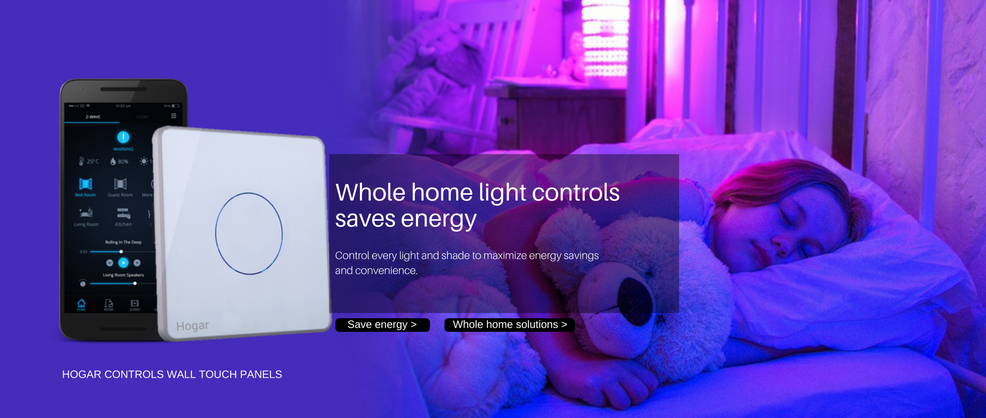 Z-WAVE
WARNING
25°C
80%
Bed Room
Guest Room
Living Room
Kitchen
Rolling In The Deep
Living Room Speakers
Hogar
Whole home light controls
saves energy
Control every light and shade to maximize energy savings
and convenience.
Save energy >
Whole home solutions >
HOGAR CONTROLS WALL TOUCH PANELS